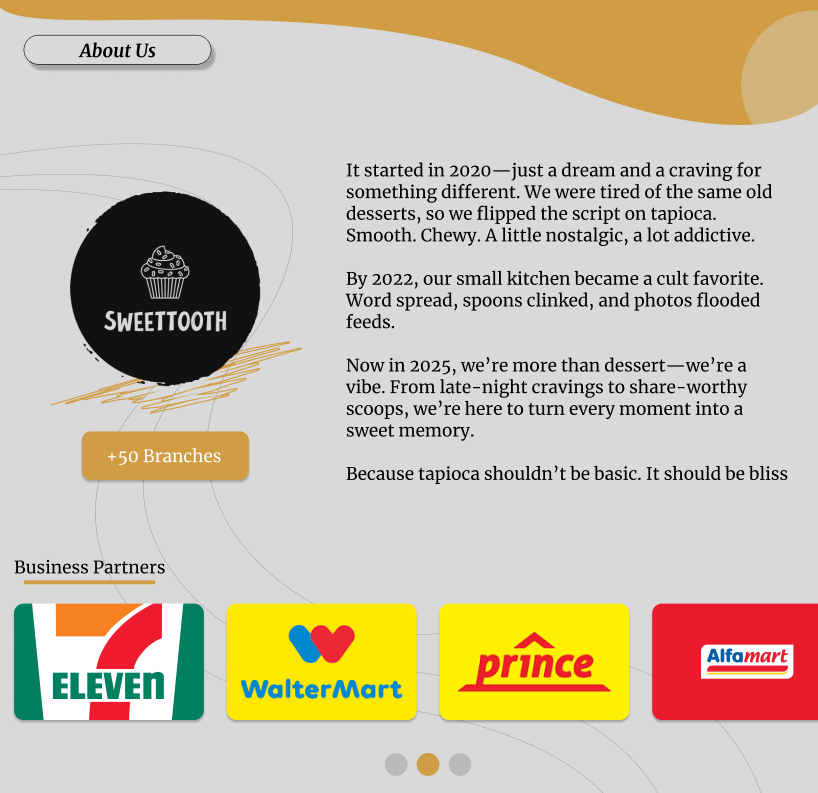 About Us
It started in 2020—just a dream and a craving for
something different. We were tired of the same old
desserts, so we flipped the script on tapioca.
Smooth. Chewy. A little nostalgic, a lot addictive.
By 2022, our small kitchen became a cult favorite.
Word spread, spoons clinked, and photos flooded
feeds.
Now in 2025, we’re more than dessert—we’re a
vibe. From late-night cravings to share-worthy
scoops, we’re here to turn every moment into a
sweet memory.
Because tapioca shouldn’t be basic. It should be bliss
SWEETTOOTH
+50 Branches
Business Partners
7 ELEVEn
WalterMart
prince
Alfamart